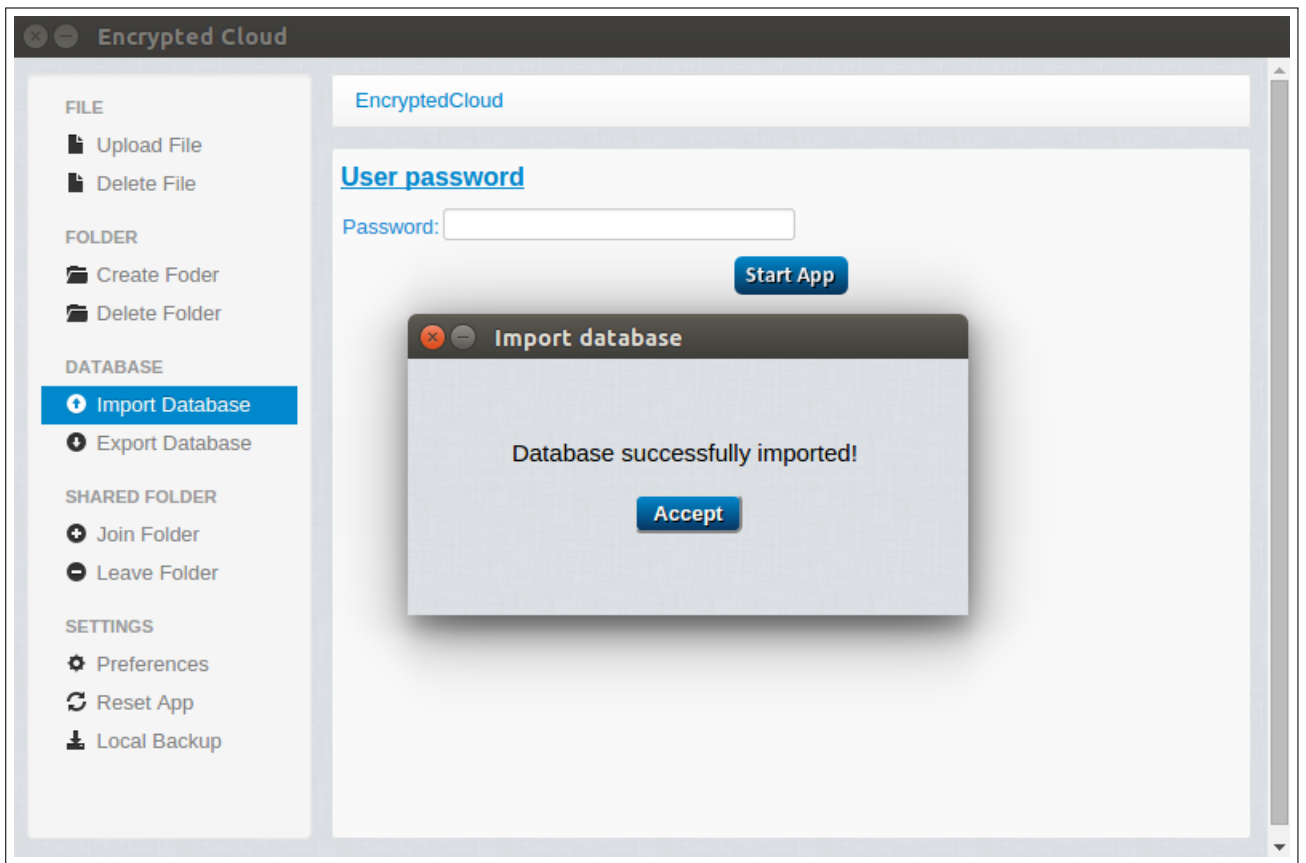 Encrypted Cloud
FILE
Upload File
Delete File
FOLDER
Create Foder
Delete Folder
DATABASE
Import Database
Export Database
SHARED FOLDER
Join Folder
Leave Folder
SETTINGS
Preferences
Reset App
Local Backup
EncryptedCloud
User password
Password:
Start App
Import database
Database successfully imported!
Accept